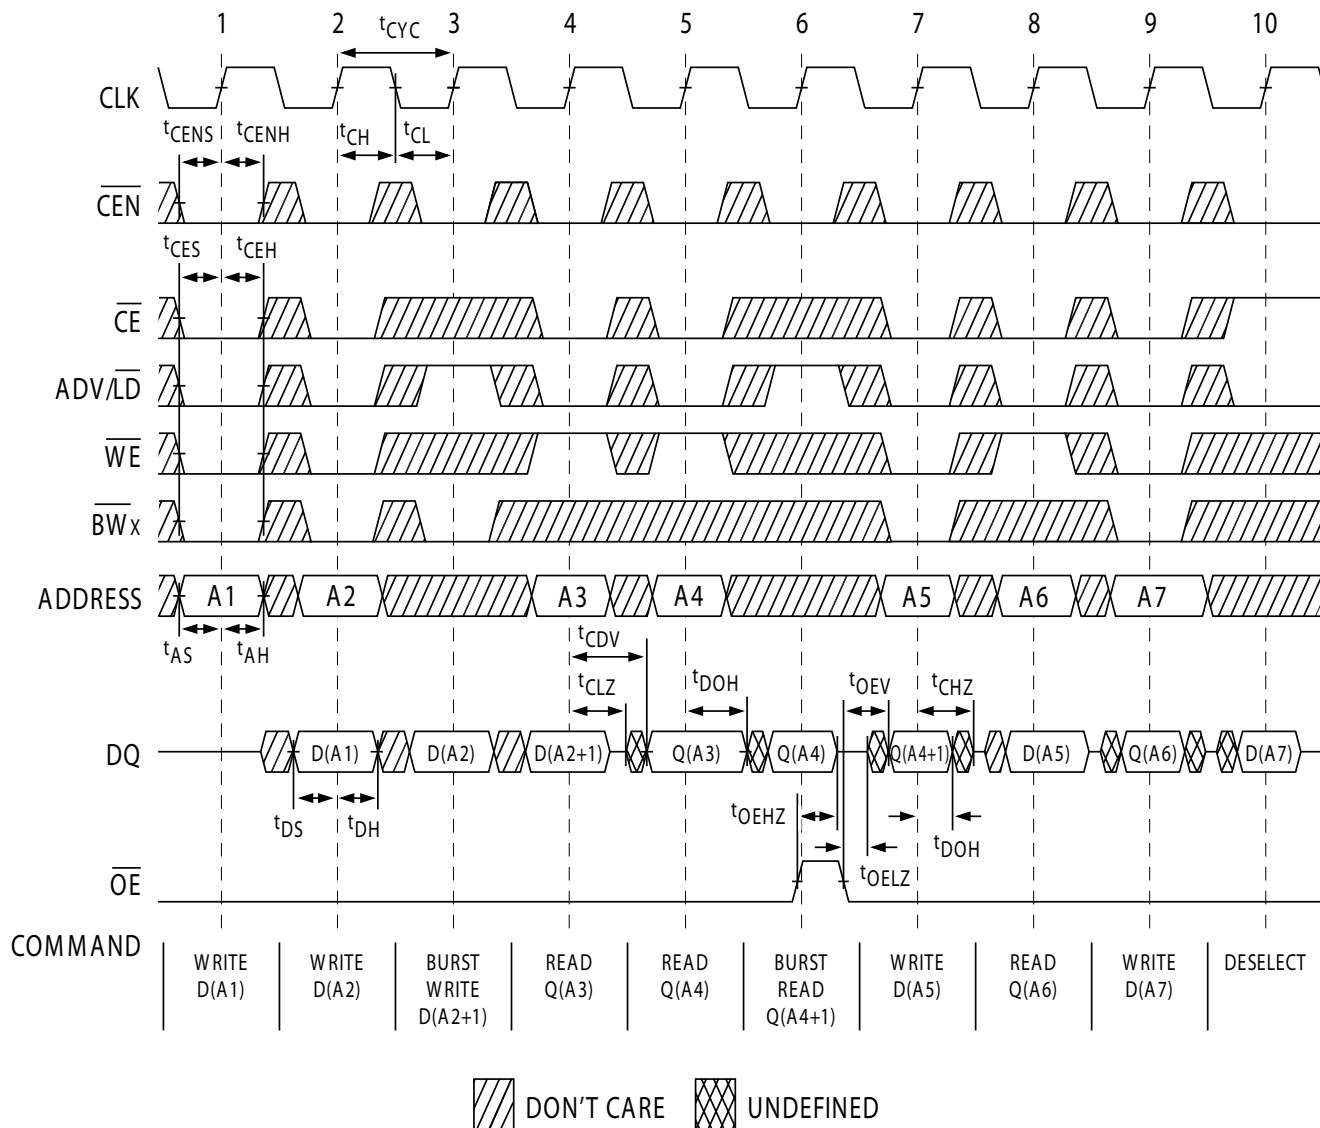 1 2 3 4 5 6 7 8 9 10
tCYC
CLK
tCENS tCENH tCH tCL
CEN
tCES tCEH
CE
ADV/LD
WE
BWx
ADDRESS A1 A2 A3 A4 A5 A6 A7
tAS tAH tCDV
tCLZ tDOH tOEV tCHZ
DQ D(A1) D(A2) D(A2+1) Q(A3) Q(A4) Q(A4+1) D(A5) Q(A6) D(A7)
tDS tDH tOEHZ tDOH
tOELZ
OE
COMMAND
WRITE WRITE BURST READ READ BURST WRITE READ WRITE DESELECT
D(A1) D(A2) WRITE Q(A3) Q(A4) READ D(A5) Q(A6) D(A7)
D(A2+1) Q(A4+1)
DON'T CARE UNDEFINED